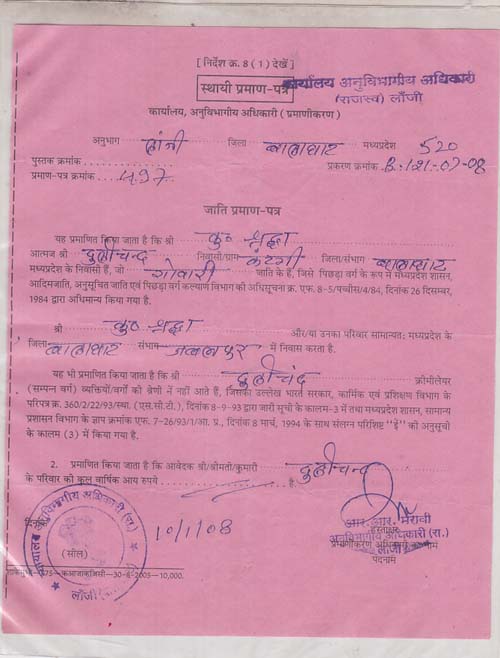 [ निर्देश क्र. 8 ( 1 ) देखें ]
स्थायी प्रमाण-पत्र कार्यालय अनुविभागीय अधिकारी
(राजस्व) लाँजी
कार्यालय, अनुविभागीय अधिकारी ( प्रमाणीकरण )
अनुभाग लांजी जिला बालाघाट मध्यप्रदेश 520
पुस्तक क्रमांक प्रकरण क्रमांक B-121-07-08
प्रमाण-पत्र क्रमांक 497
जाति प्रमाण-पत्र
यह प्रमाणित किया जाता है कि श्री कु० श्रद्धा
आत्मज श्री दुलीचन्द निवासी/ग्राम जिला/संभाग बालाघाट
मध्यप्रदेश के निवासी हैं, जो गोवारी जाति के हैं, जिसे पिछड़ा वर्ग के रूप में मध्यप्रदेश शासन,
आदिमजाति, अनुसूचित जाति एवं पिछड़ा वर्ग कल्याण विभाग की अधिसूचना क्र. एफ. 8-5/पच्चीस/4/84, दिनांक 26 दिसम्बर,
1984 द्वारा अधिमान्य किया गया है.
श्री कु० श्रद्धा और/या उनका परिवार सामान्यत: मध्यप्रदेश के
जिला बालाघाट संभाग जबलपुर में निवास करता है.
यह भी प्रमाणित किया जाता है कि श्री दुलीचंद क्रीमीलेयर
(सम्पन्न वर्ग) व्यक्तियों/वर्गों की श्रेणी में नहीं आते हैं, जिसका उल्लेख भारत सरकार, कार्मिक एवं प्रशिक्षण विभाग के
परिपत्र क्र. 360/2/22/93/स्था. (एस.सी.टी.), दिनांक 8-9-93 द्वारा जारी सूची के कालम-3 में तथा मध्यप्रदेश शासन, सामान्य
प्रशासन विभाग के ज्ञाप क्रमांक एफ. 7-26/93/1/आ. प्र., दिनांक 8 मार्च, 1994 के साथ संलग्न परिशिष्ट "ई" की अनुसूची
के कालम (3) में किया गया है.
2. प्रमाणित किया जाता है कि आवेदक श्री/श्रीमती/कुमारी दुलीचन्द
के परिवार की कुल वार्षिक आय रुपये है.
कार्यालय अनुविभागीय अधिकारी (रा.)
लाँजी
दिनांक 10/1/08
(सील)
आर. आर. मेरावी
हस्ताक्षर
अनुविभागीय अधिकारी (रा.)
प्रमाणीकरण अधिकारी का नाम
लाँजी
पदनाम
30-8-2005—10,000.